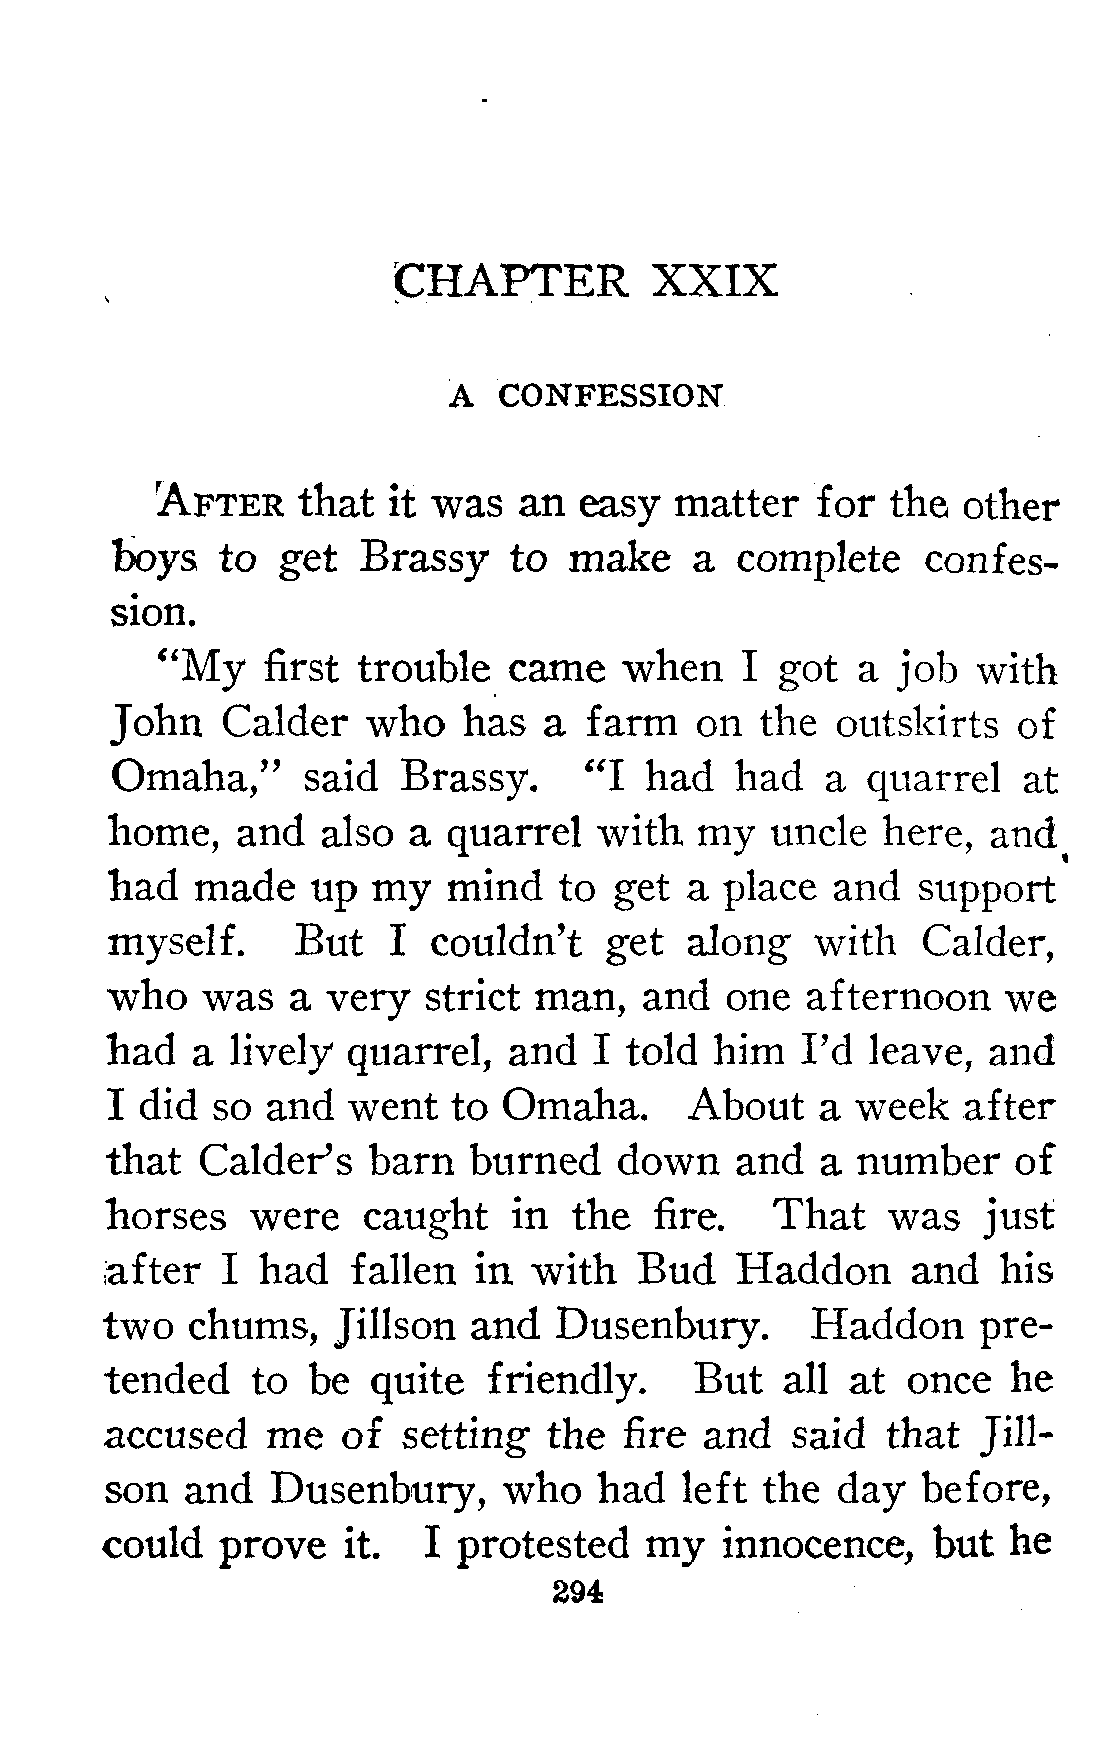 CHAPTER XXIX
A CONFESSION
AFTER that it was an easy matter for the other
boys to get Brassy to make a complete confes-
sion.
"My first trouble came when I got a job with
John Calder who has a farm on the outskirts of
Omaha," said Brassy. "I had had a quarrel at
home, and also a quarrel with my uncle here, and
had made up my mind to get a place and support
myself. But I couldn't get along with Calder,
who was a very strict man, and one afternoon we
had a lively quarrel, and I told him I'd leave, and
I did so and went to Omaha. About a week after
that Calder's barn burned down and a number of
horses were caught in the fire. That was just
after I had fallen in with Bud Haddon and his
two chums, Jillson and Dusenbury. Haddon pre-
tended to be quite friendly. But all at once he
accused me of setting the fire and said that Jill-
son and Dusenbury, who had left the day before,
could prove it. I protested my innocence, but he
294